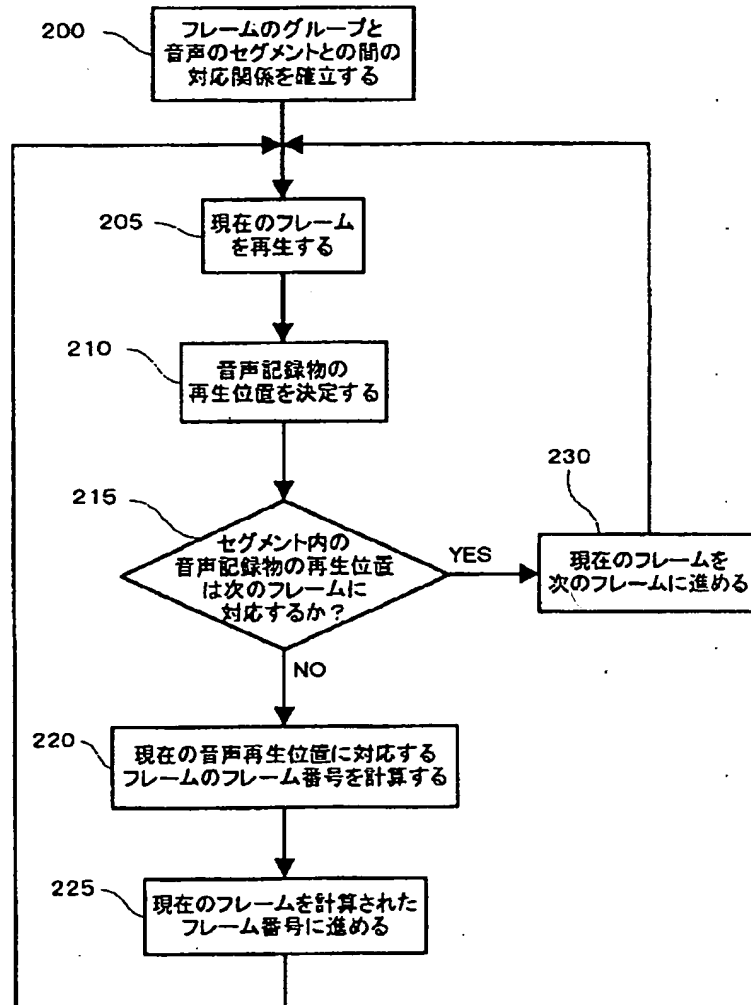 200
フレームのグループと
音声のセグメントとの間の
対応関係を確立する
205
現在のフレーム
を再生する
210
音声記録物の
再生位置を決定する
215
セグメント内の
音声記録物の再生位置
は次のフレームに
対応するか?
YES
230
現在のフレームを
次のフレームに進める
NO
220
現在の音声再生位置に対応する
フレームのフレーム番号を計算する
225
現在のフレームを計算された
フレーム番号に進める